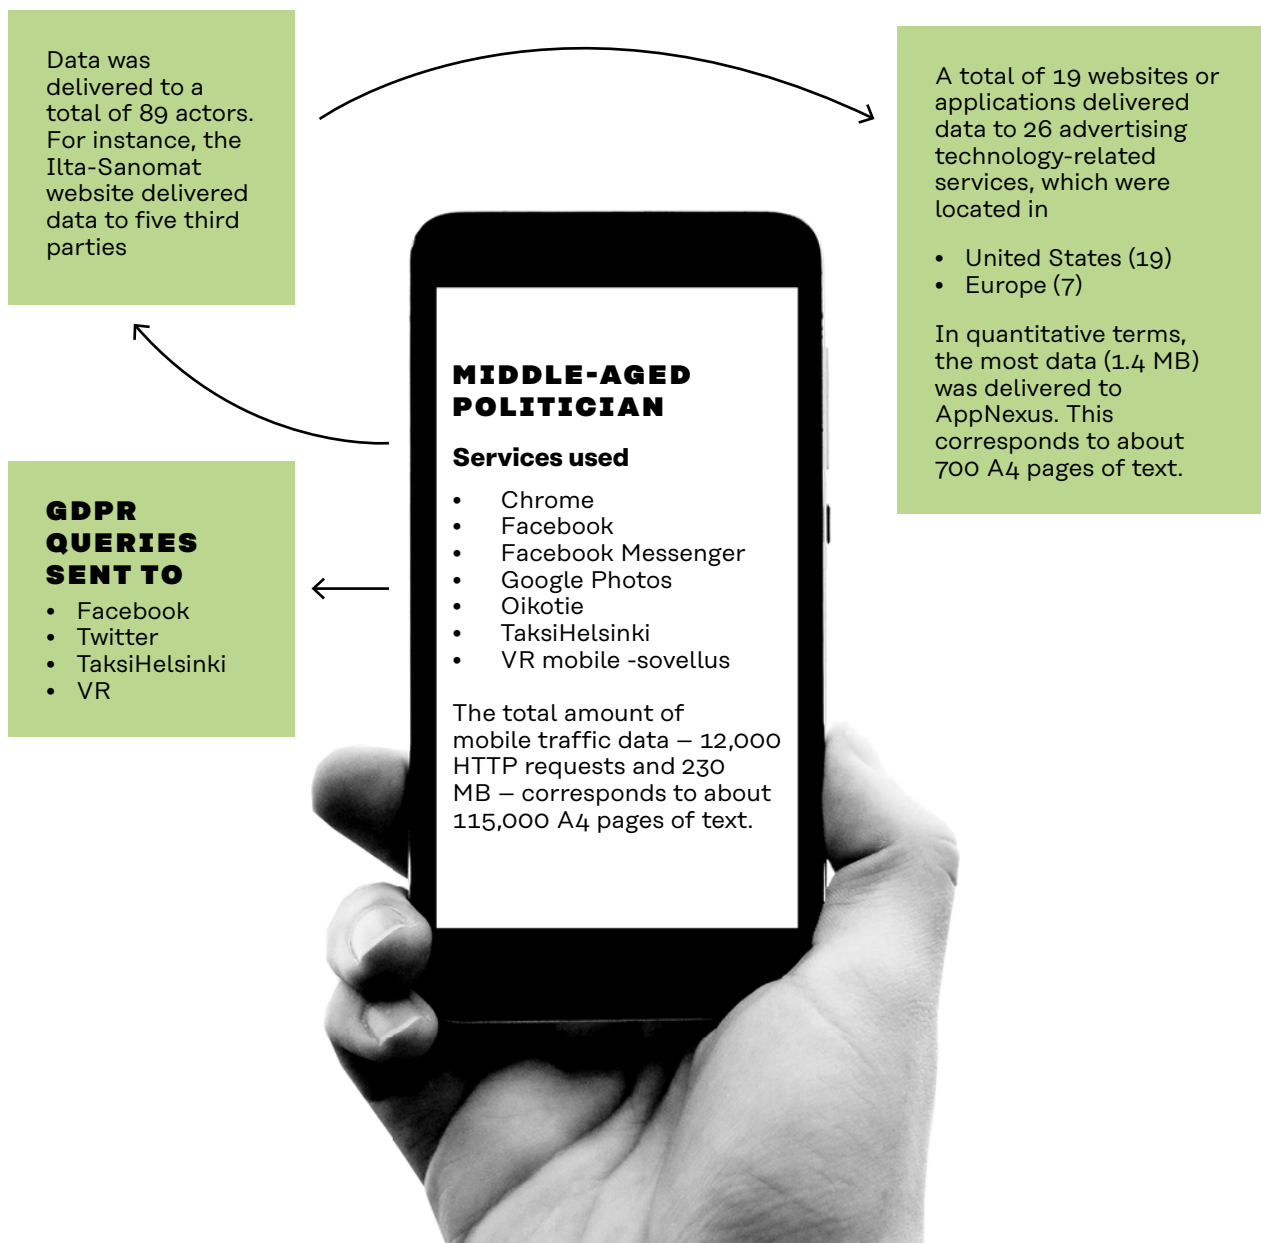 Data was
delivered to a
total of 89 actors.
For instance, the
Ilta-Sanomat
website delivered
data to five third
parties
A total of 19 websites or
applications delivered
data to 26 advertising
technology-related
services, which were
located in
• United States (19)
• Europe (7)
In quantitative terms,
the most data (1.4 MB)
was delivered to
AppNexus. This
corresponds to about
700 A4 pages of text.
MIDDLE-AGED
POLITICIAN
Services used
• Chrome
• Facebook
• Facebook Messenger
• Google Photos
• Oikotie
• TaksiHelsinki
• VR mobile -sovellus
The total amount of
mobile traffic data – 12,000
HTTP requests and 230
MB – corresponds to about
115,000 A4 pages of text.
GDPR
QUERIES
SENT TO
• Facebook
• Twitter
• TaksiHelsinki
• VR